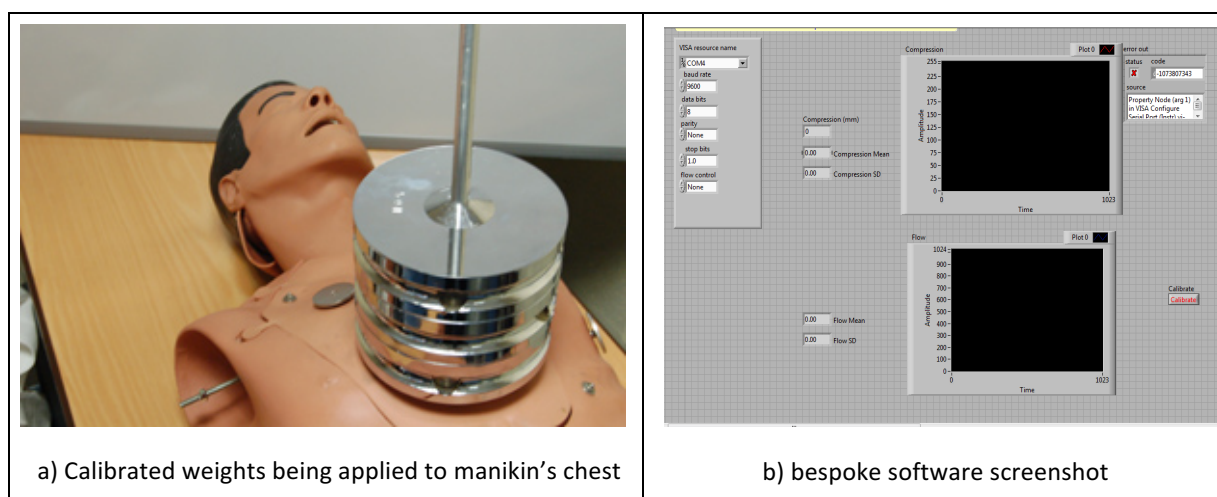 VISA resource name
COM4
baud rate
9600
data bits
8
parity
None
stop bits
1.0
flow control
None
Compression (mm)
0
0.00 Compression Mean
0.00 Compression SD
Compression
Plot 0
255
225
200
175
150
125
100
75
50
25
0
Amplitude
0 1023
Time
error out
status code
-1073807343
source
Property Node (arg 1)
in VISA Configure
Serial Port (Instr).vi-
Flow
Plot 0
1024
900
800
700
600
500
400
300
200
100
0
Amplitude
0 1023
Time
0.00 Flow Mean
0.00 Flow SD
Calibrate
Calibrate
a) Calibrated weights being applied to manikin's chest
b) bespoke software screenshot